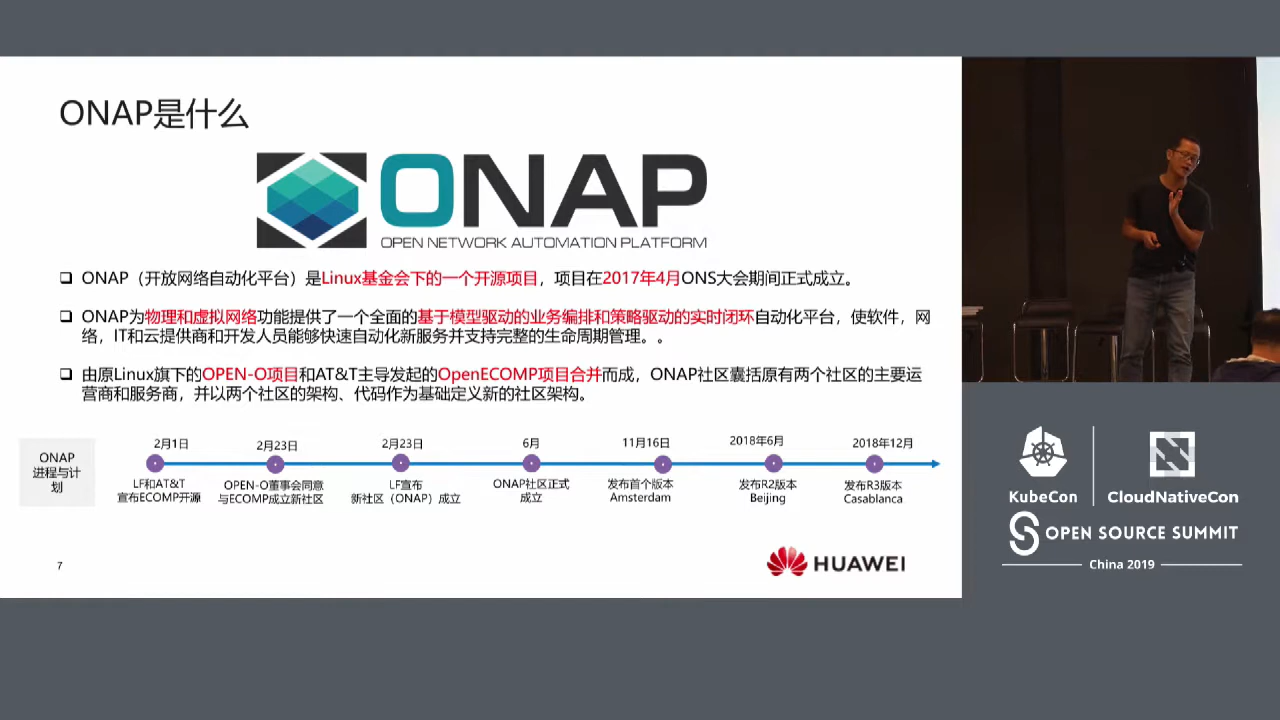 ONAP是什么
ONAP
OPEN NETWORK AUTOMATION PLATFORM
ONAP（开放网络自动化平台）是Linux基金会下的一个开源项目，项目在2017年4月ONS大会期间正式成立。
ONAP为物理和虚拟网络功能提供了一个全面的基于模型驱动的业务编排和策略驱动的实时闭环自动化平台，使软件，网
络，IT和云提供商和开发人员能够快速自动化新服务并支持完整的生命周期管理。。
由原Linux旗下的OPEN-O项目和AT&T主导发起的OpenECOMP项目合并而成，ONAP社区囊括原有两个社区的主要运
营商和服务商，并以两个社区的架构、代码作为基础定义新的社区架构。
ONAP
进程与计
划
2月1日
LF和AT&T
宣布ECOMP开源
2月23日
OPEN-O董事会同意
与ECOMP成立新社区
2月23日
LF宣布
新社区（ONAP）成立
6月
ONAP社区正式
成立
11月16日
发布首个版本
Amsterdam
2018年6月
发布R2版本
Beijing
2018年12月
发布R3版本
Casablanca
7
HUAWEI
KubeCon
CloudNativeCon
OPEN SOURCE SUMMIT
China 2019